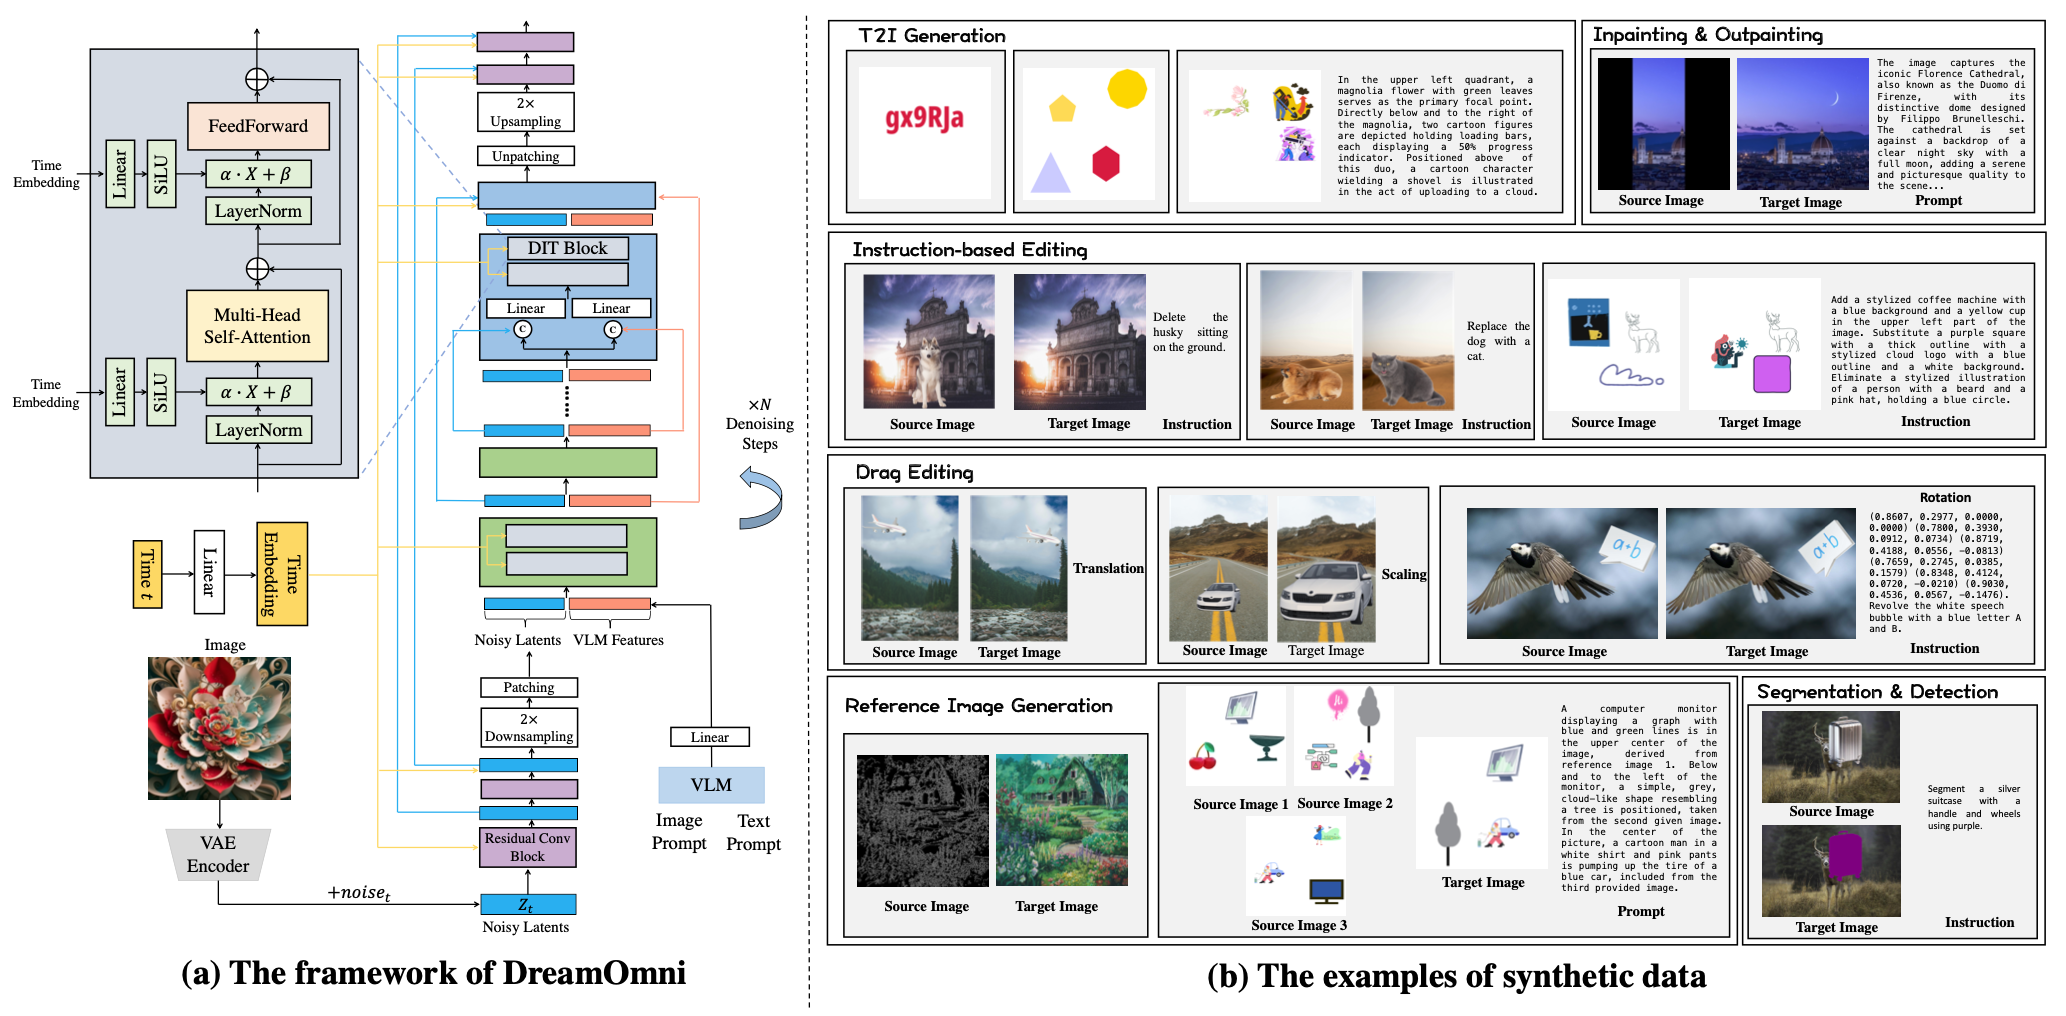 FeedForward
Time
Embedding
Linear
SiLU
α · X + β
LayerNorm
Multi-Head
Self-Attention
Time
Embedding
Linear
SiLU
α · X + β
LayerNorm
Time t
Linear
Time
Embedding
Image
VAE
Encoder
+noise_t
2×
Upsampling
Unpatching
DIT Block
Linear
Linear
C
C
×N
Denoising
Steps
Noisy Latents
VLM Features
Patching
2×
Downsampling
Linear
VLM
Image
Prompt
Text
Prompt
Residual Conv
Block
Z_t
Noisy Latents
(a) The framework of DreamOmni
T2I Generation
gx9RJa
In the upper left quadrant, a
magnolia flower with green leaves
serves as the primary focal point.
Directly below and to the right of
the magnolia, two cartoon figures
are depicted holding loading bars,
each displaying a 50% progress
indicator. Positioned above of
this duo, a cartoon character
wielding a shovel is illustrated
in the act of uploading to a cloud.
Inpainting & Outpainting
Source Image
Target Image
The image captures the
iconic Florence Cathedral,
also known as the Duomo di
Firenze, with its
distinctive dome designed
by Filippo Brunelleschi.
The cathedral is set
against a backdrop of a
clear night sky with a
full moon, adding a serene
and picturesque quality to
the scene...
Prompt
Instruction-based Editing
Source Image
Target Image
Delete the
husky sitting
on the ground.
Instruction
Source Image
Target Image
Replace the
dog with a
cat.
Instruction
Source Image
Target Image
Add a stylized coffee machine with
a blue background and a yellow cup
in the upper left part of the
image. Substitute a purple square
with a thick outline with a
stylized cloud logo with a blue
outline and a white background.
Eliminate a stylized illustration
of a person with a beard and a
pink hat, holding a blue circle.
Instruction
Drag Editing
Source Image
Target Image
Translation
Source Image
Target Image
Scaling
a+b
a+b
Source Image
Target Image
Rotation
(0.8607, 0.2977, 0.0000,
0.0000) (0.7800, 0.3930,
0.0912, 0.0734) (0.8719,
0.4188, 0.0556, -0.0813)
(0.7659, 0.2745, 0.0385,
0.1579) (0.8348, 0.4124,
0.0720, -0.0210) (0.9030,
0.4536, 0.0567, -0.1476).
Revolve the white speech
bubble with a blue letter A
and B.
Instruction
Reference Image Generation
Source Image
Target Image
Source Image 1
Source Image 2
Source Image 3
Target Image
A computer monitor
displaying a graph with
blue and green lines is in
the upper center of the
image, derived from
reference image 1. Below
and to the left of the
monitor, a simple, grey,
cloud-like shape resembling
a tree is positioned, taken
from the second given image.
In the center of the
picture, a cartoon man in a
white shirt and pink pants
is pumping up the tire of a
blue car, included from the
third provided image.
Prompt
Segmentation & Detection
Source Image
Target Image
Segment a silver
suitcase with a
handle and wheels
using purple.
Instruction
(b) The examples of synthetic data